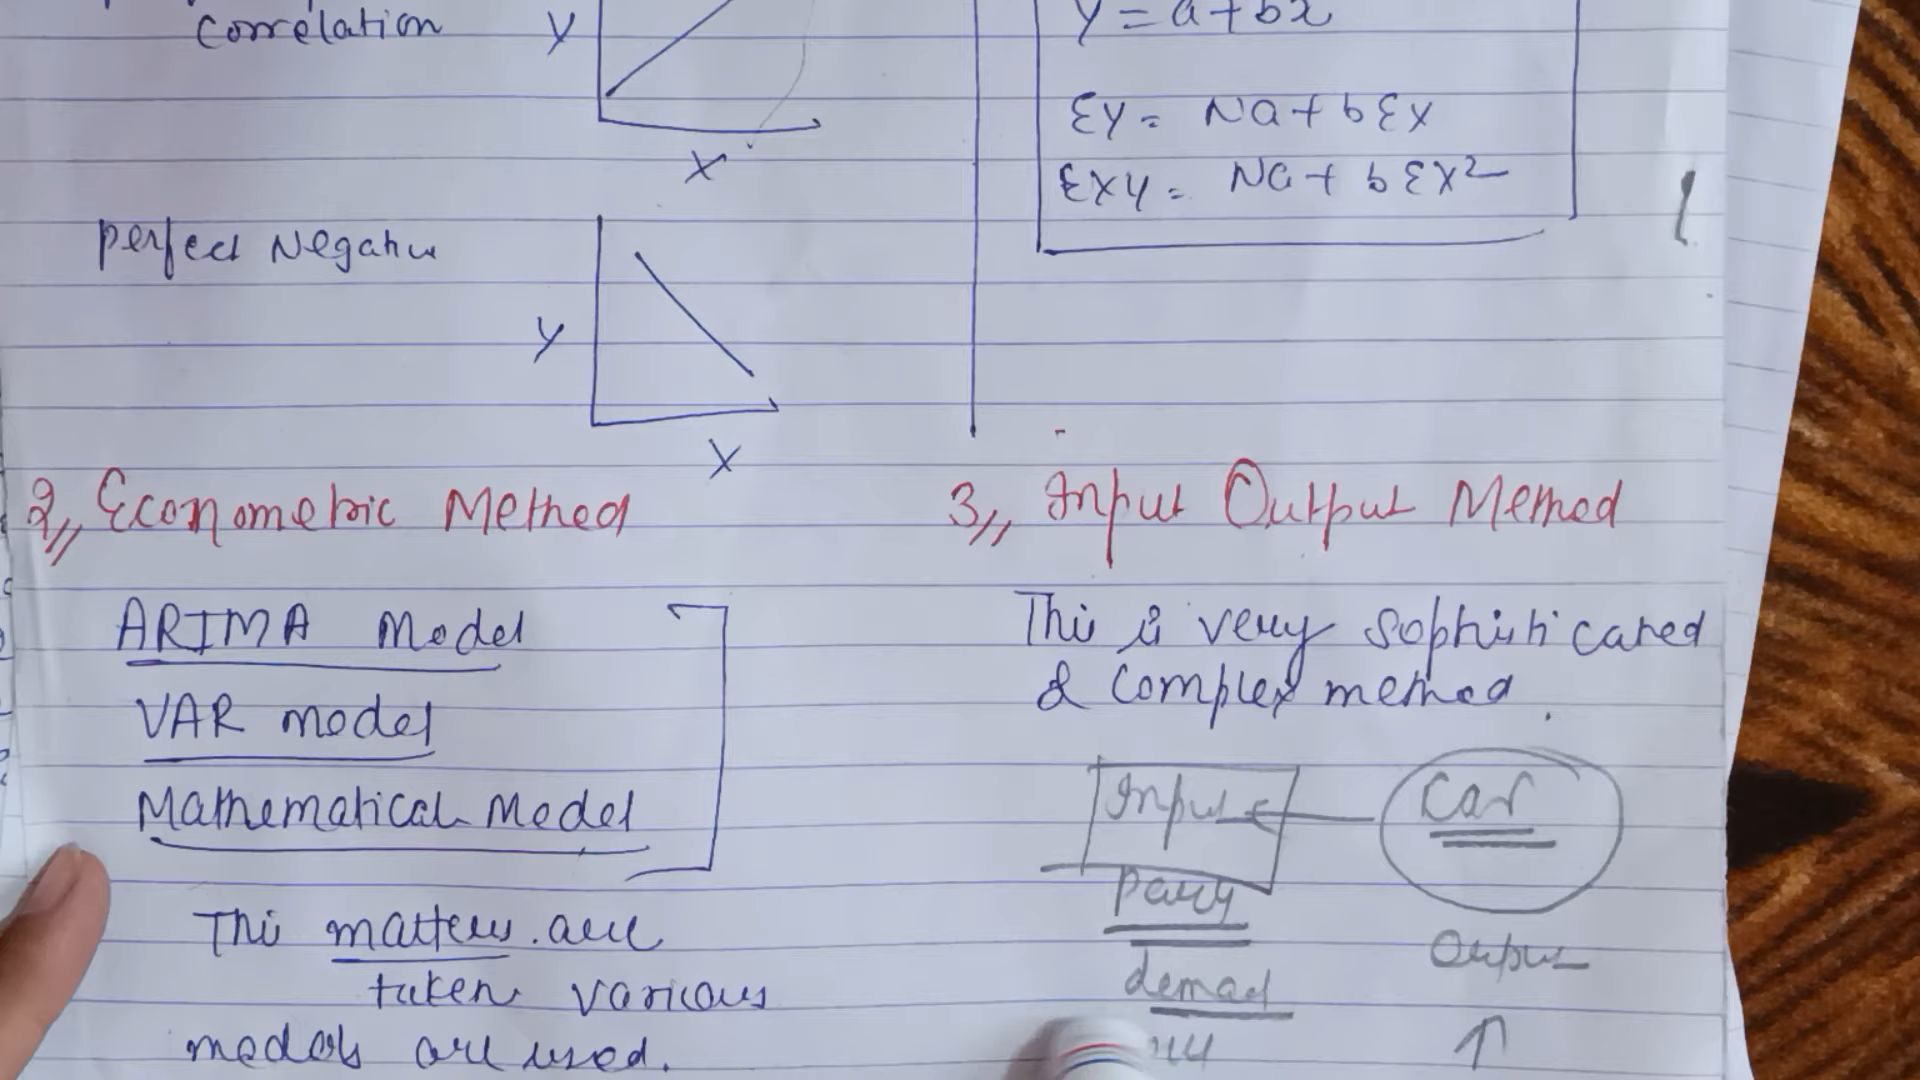 Correlation
Y
X
Y = a + bx
ΣY = Na + bΣX
ΣXY = Na + bΣX2
Perfect Negative
Y
X
2,, Econometric Method
ARIMA Model
VAR model
Mathematical Model
This matters are
taken various
models are used.
3,, Input Output Method
This is very sophisticated
& Complex method.
Input
Car
demad
Output